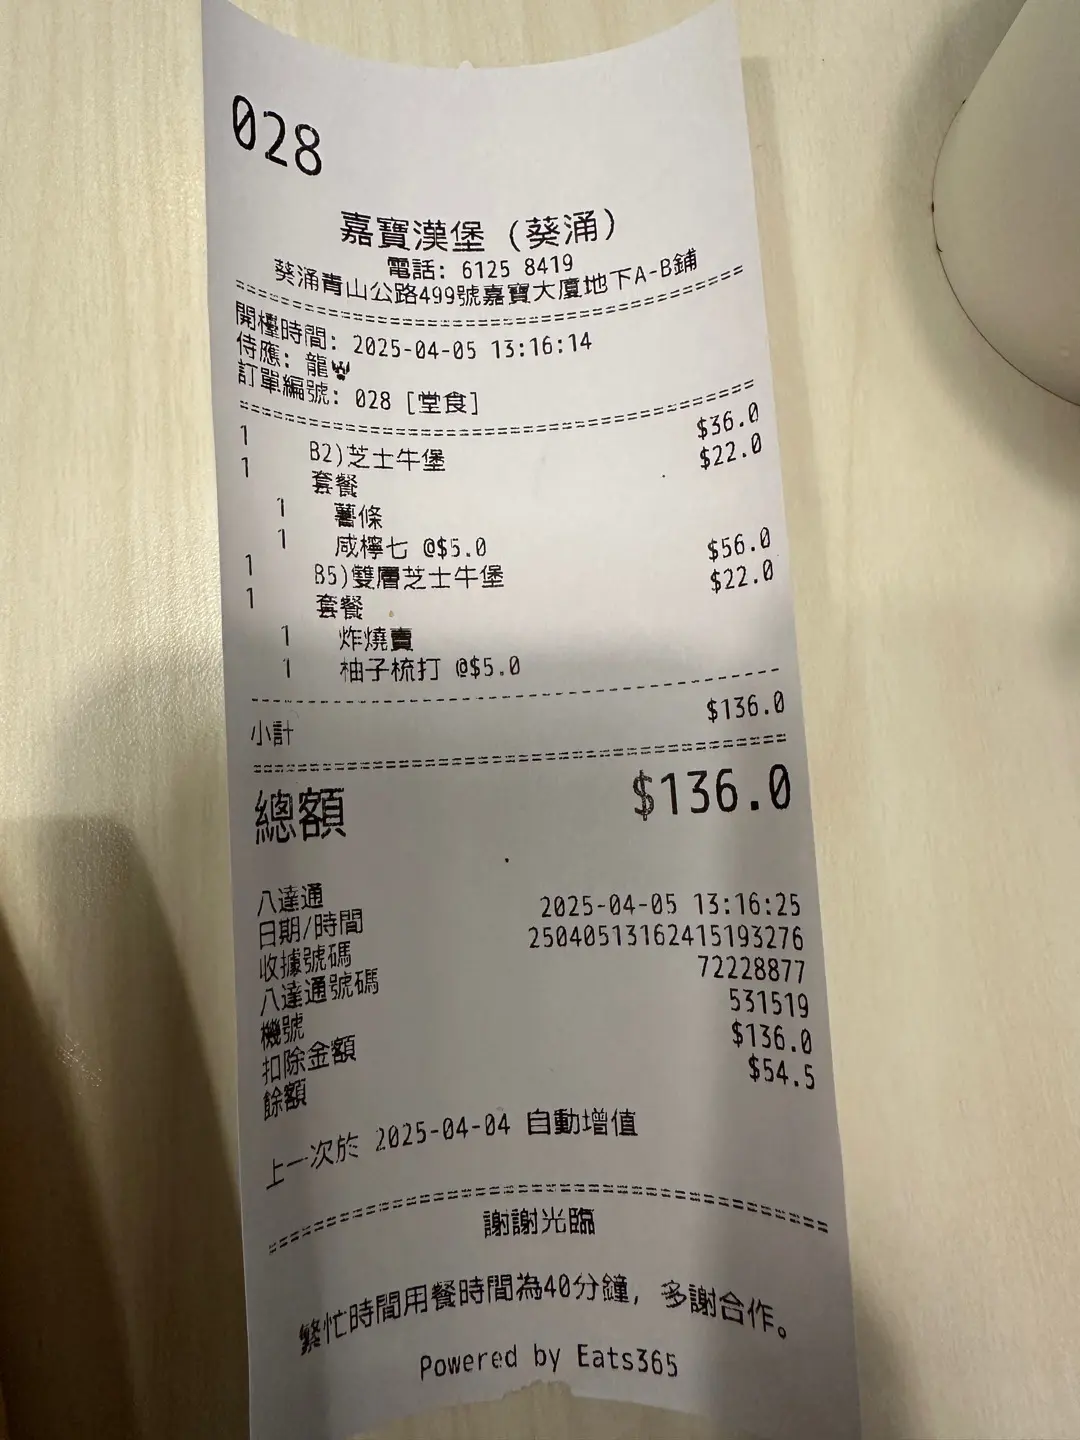 028
嘉寶漢堡 (葵涌)
電話: 6125 8419
葵涌青山公路499號嘉寶大廈地下A-B鋪
開檯時間: 2025-04-05 13:16:14
侍應: 龍
訂單編號: 028 [堂食]
1 B2)芝士牛堡 $36.0
1 套餐 $22.0
1 薯條
1 咸檸七 @$5.0
1 B5)雙層芝士牛堡 $56.0
1 套餐 $22.0
1 炸燒賣
1 柚子梳打 @$5.0
小計 $136.0
總額 $136.0
八達通
日期/時間 2025-04-05 13:16:25
收據號碼 25040513162415193276
八達通號碼 72228877
機號 531519
扣除金額 $136.0
餘額 $54.5
上一次於 2025-04-04 自動增值
謝謝光臨
繁忙時間用餐時間為40分鐘, 多謝合作。
Powered by Eats365